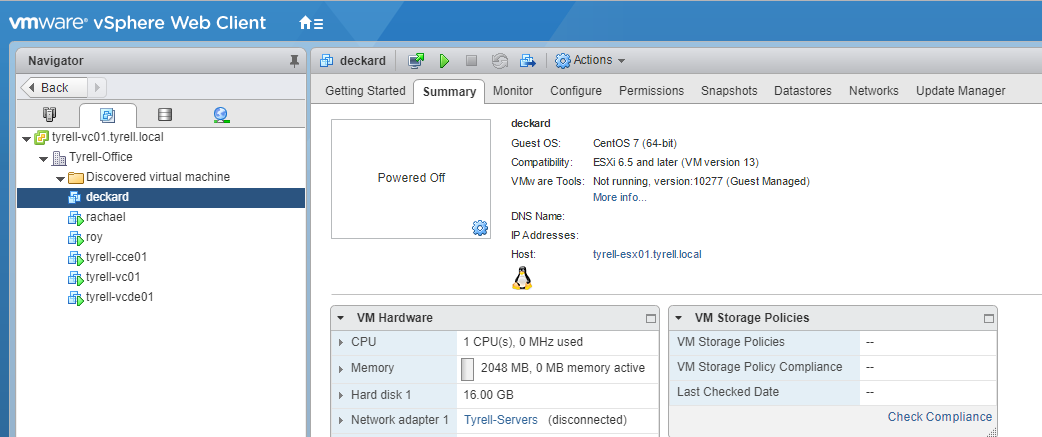 vmware® vSphere Web Client
Navigator
Back
tyrell-vc01.tyrell.local
Tyrell-Office
Discovered virtual machine
deckard
rachael
roy
tyrell-cce01
tyrell-vc01
tyrell-vcde01
deckard Actions
Getting Started Summary Monitor Configure Permissions Snapshots Datastores Networks Update Manager
Powered Off
deckard
Guest OS: CentOS 7 (64-bit)
Compatibility: ESXi 6.5 and later (VM version 13)
VMware Tools: Not running, version:10277 (Guest Managed)
More info...
DNS Name:
IP Addresses:
Host: tyrell-esx01.tyrell.local
VM Hardware
CPU 1 CPU(s), 0 MHz used
Memory 2048 MB, 0 MB memory active
Hard disk 1 16.00 GB
Network adapter 1 Tyrell-Servers (disconnected)
VM Storage Policies
VM Storage Policies --
VM Storage Policy Compliance --
Last Checked Date --
Check Compliance